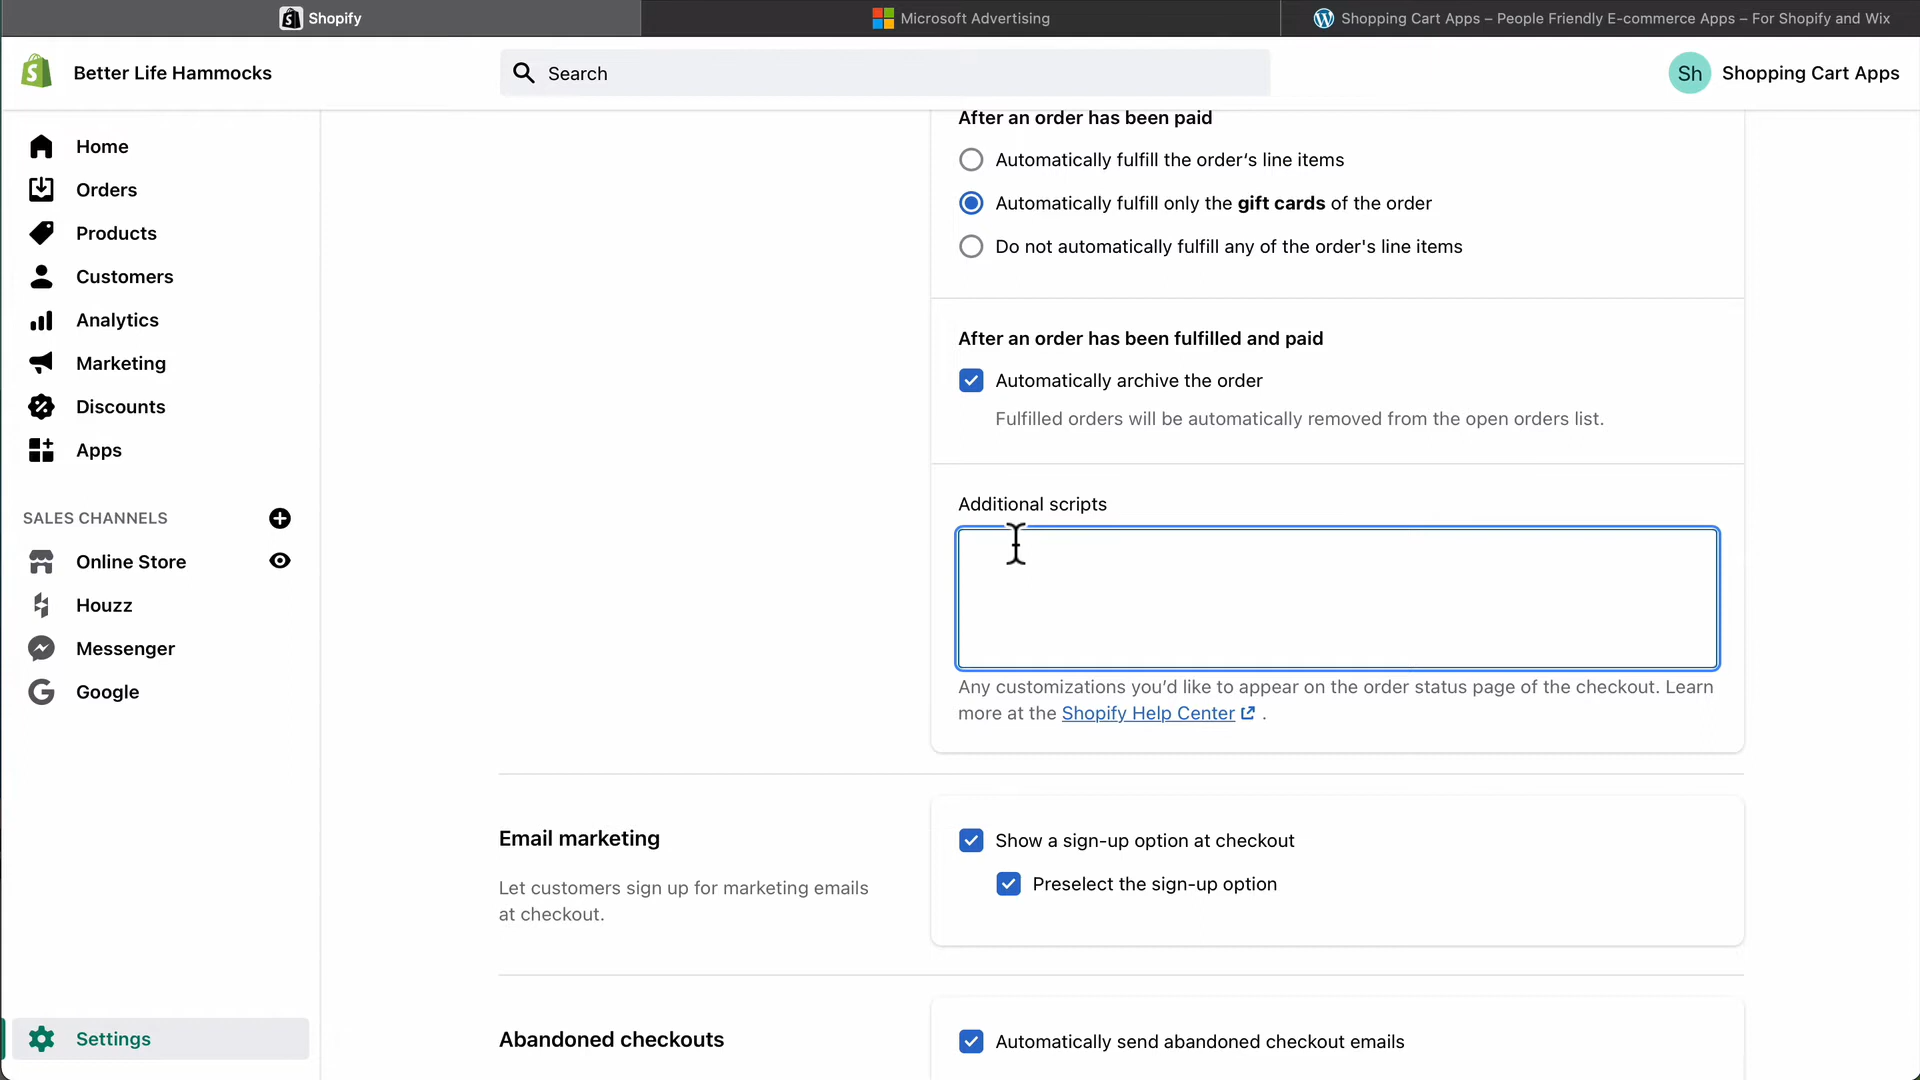 Shopify
Microsoft Advertising
Shopping Cart Apps – People Friendly E-commerce Apps – For Shopify and Wix
Better Life Hammocks
Search
Sh
Shopping Cart Apps
Home
Orders
Products
Customers
Analytics
Marketing
Discounts
Apps
SALES CHANNELS
Online Store
Houzz
Messenger
Google
Settings
After an order has been paid
Automatically fulfill the order’s line items
Automatically fulfill only the gift cards of the order
Do not automatically fulfill any of the order's line items
After an order has been fulfilled and paid
Automatically archive the order
Fulfilled orders will be automatically removed from the open orders list.
Additional scripts
Any customizations you’d like to appear on the order status page of the checkout. Learn
more at the Shopify Help Center .
Email marketing
Let customers sign up for marketing emails
at checkout.
Show a sign-up option at checkout
Preselect the sign-up option
Abandoned checkouts
Automatically send abandoned checkout emails